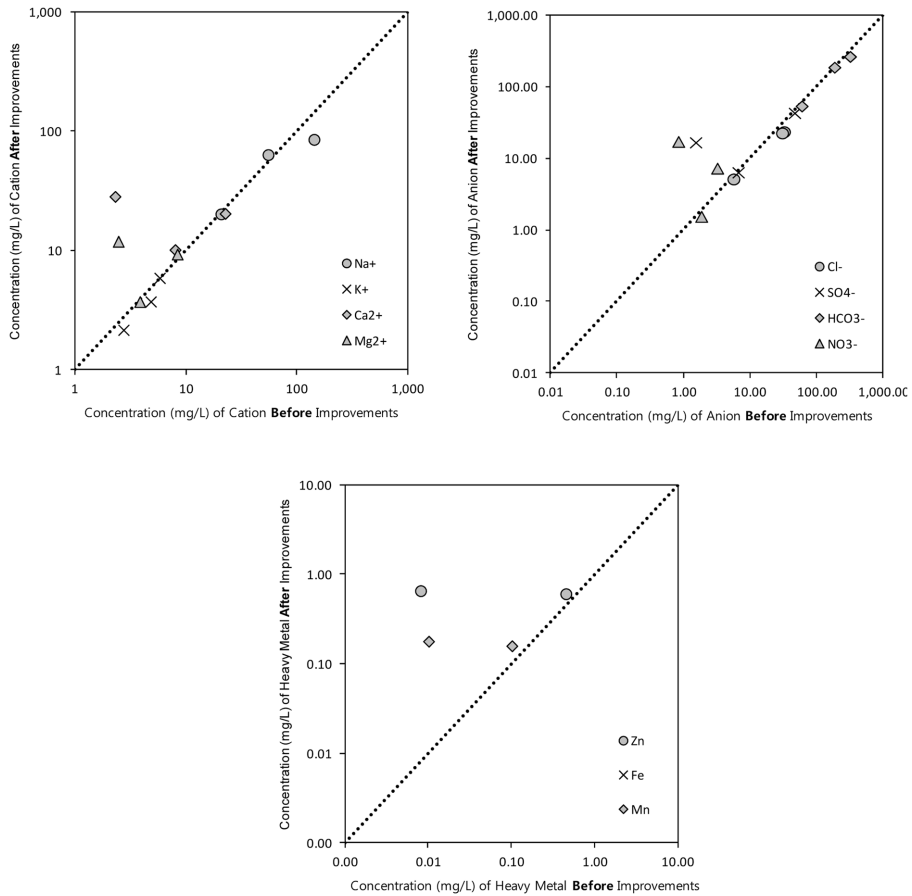 1,000
100
10
1
1
10
100
1,000
Concentration (mg/L) of Cation After Improvements
Concentration (mg/L) of Cation Before Improvements
Na+
K+
Ca2+
Mg2+
1,000.00
100.00
10.00
1.00
0.10
0.01
0.01
0.10
1.00
10.00
100.00
1,000.00
Concentration (mg/L) of Anion After Improvements
Concentration (mg/L) of Anion Before Improvements
Cl-
SO4-
HCO3-
NO3-
10.00
1.00
0.10
0.01
0.00
0.00
0.01
0.10
1.00
10.00
Concentration (mg/L) of Heavy Metal After Improvements
Concentration (mg/L) of Heavy Metal Before Improvements
Zn
Fe
Mn